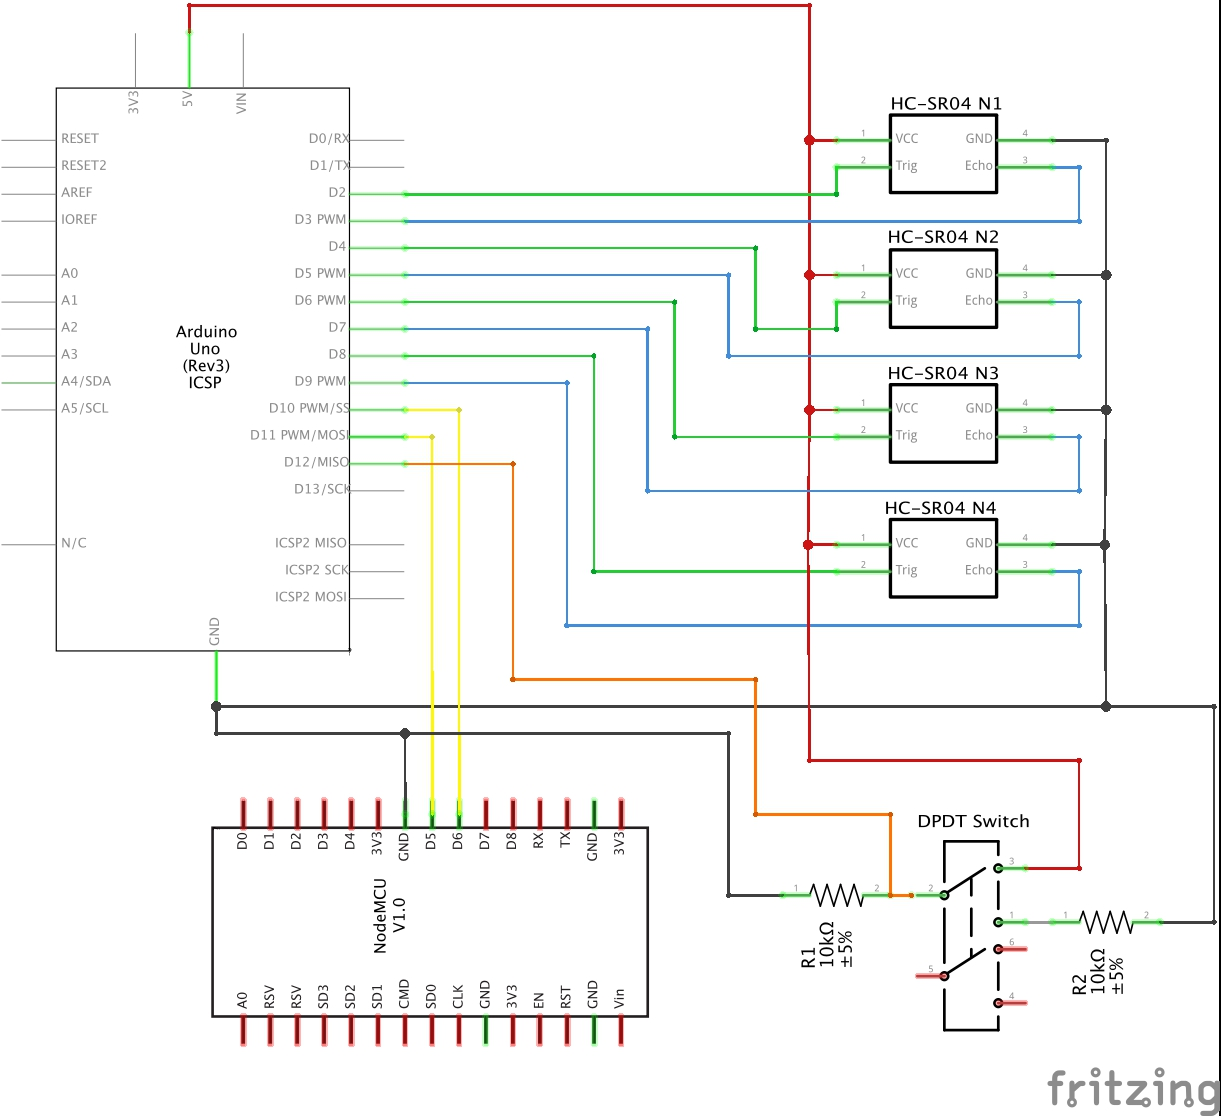 3V3
5V
VIN
RESET
RESET2
AREF
IOREF
A0
A1
A2
A3
A4/SDA
A5/SCL
N/C
Arduino
Uno
(Rev3)
ICSP
D0/RX
D1/TX
D2
D3 PWM
D4
D5 PWM
D6 PWM
D7
D8
D9 PWM
D10 PWM/SS
D11 PWM/MOSI
D12/MISO
D13/SCK
ICSP2 MISO
ICSP2 SCK
ICSP2 MOSI
GND
HC-SR04 N1
1 VCC GND 4
2 Trig Echo 3
HC-SR04 N2
1 VCC GND 4
2 Trig Echo 3
HC-SR04 N3
1 VCC GND 4
2 Trig Echo 3
HC-SR04 N4
1 VCC GND 4
2 Trig Echo 3
D0 D1 D2 D3 D4 3V3 GND D5 D6 D7 D8 RX TX GND 3V3
NodeMCU
V1.0
A0 RSV RSV SD3 SD2 SD1 CMD SD0 CLK GND 3V3 EN RST GND Vin
DPDT Switch
3
2
1
6
5
4
1 2
R1
10kΩ
±5%
1 2
R2
10kΩ
±5%
fritzing